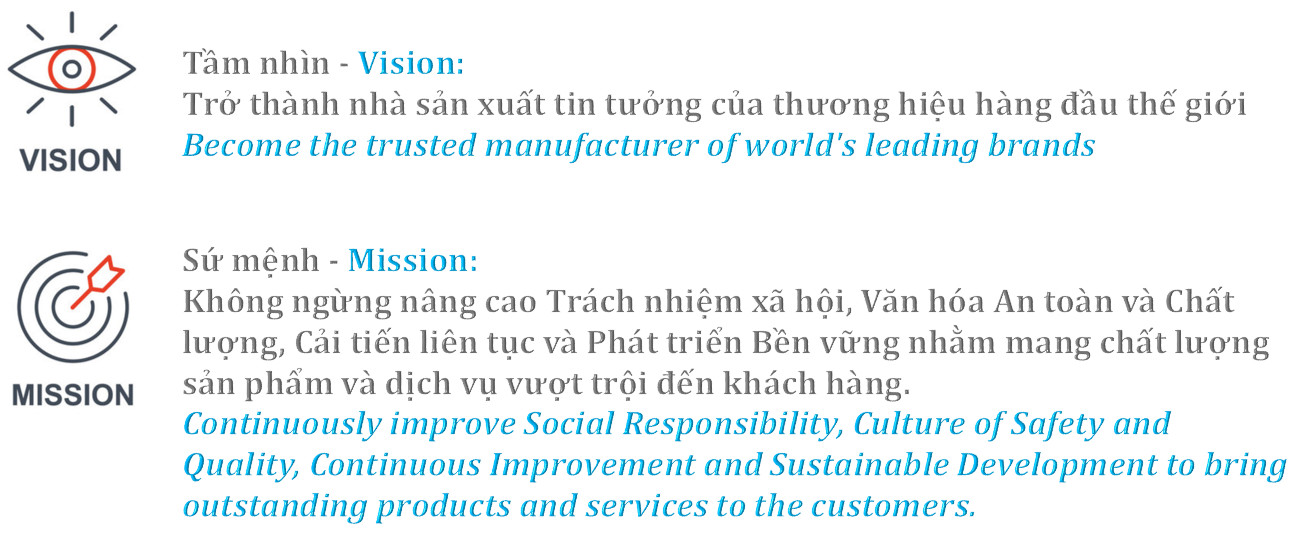 VISION
Tầm nhìn - Vision:
Trở thành nhà sản xuất tin tưởng của thương hiệu hàng đầu thế giới
Become the trusted manufacturer of world's leading brands
MISSION
Sứ mệnh - Mission:
Không ngừng nâng cao Trách nhiệm xã hội, Văn hóa An toàn và Chất
lượng, Cải tiến liên tục và Phát triển Bền vững nhằm mang chất lượng
sản phẩm và dịch vụ vượt trội đến khách hàng.
Continuously improve Social Responsibility, Culture of Safety and
Quality, Continuous Improvement and Sustainable Development to bring
outstanding products and services to the customers.